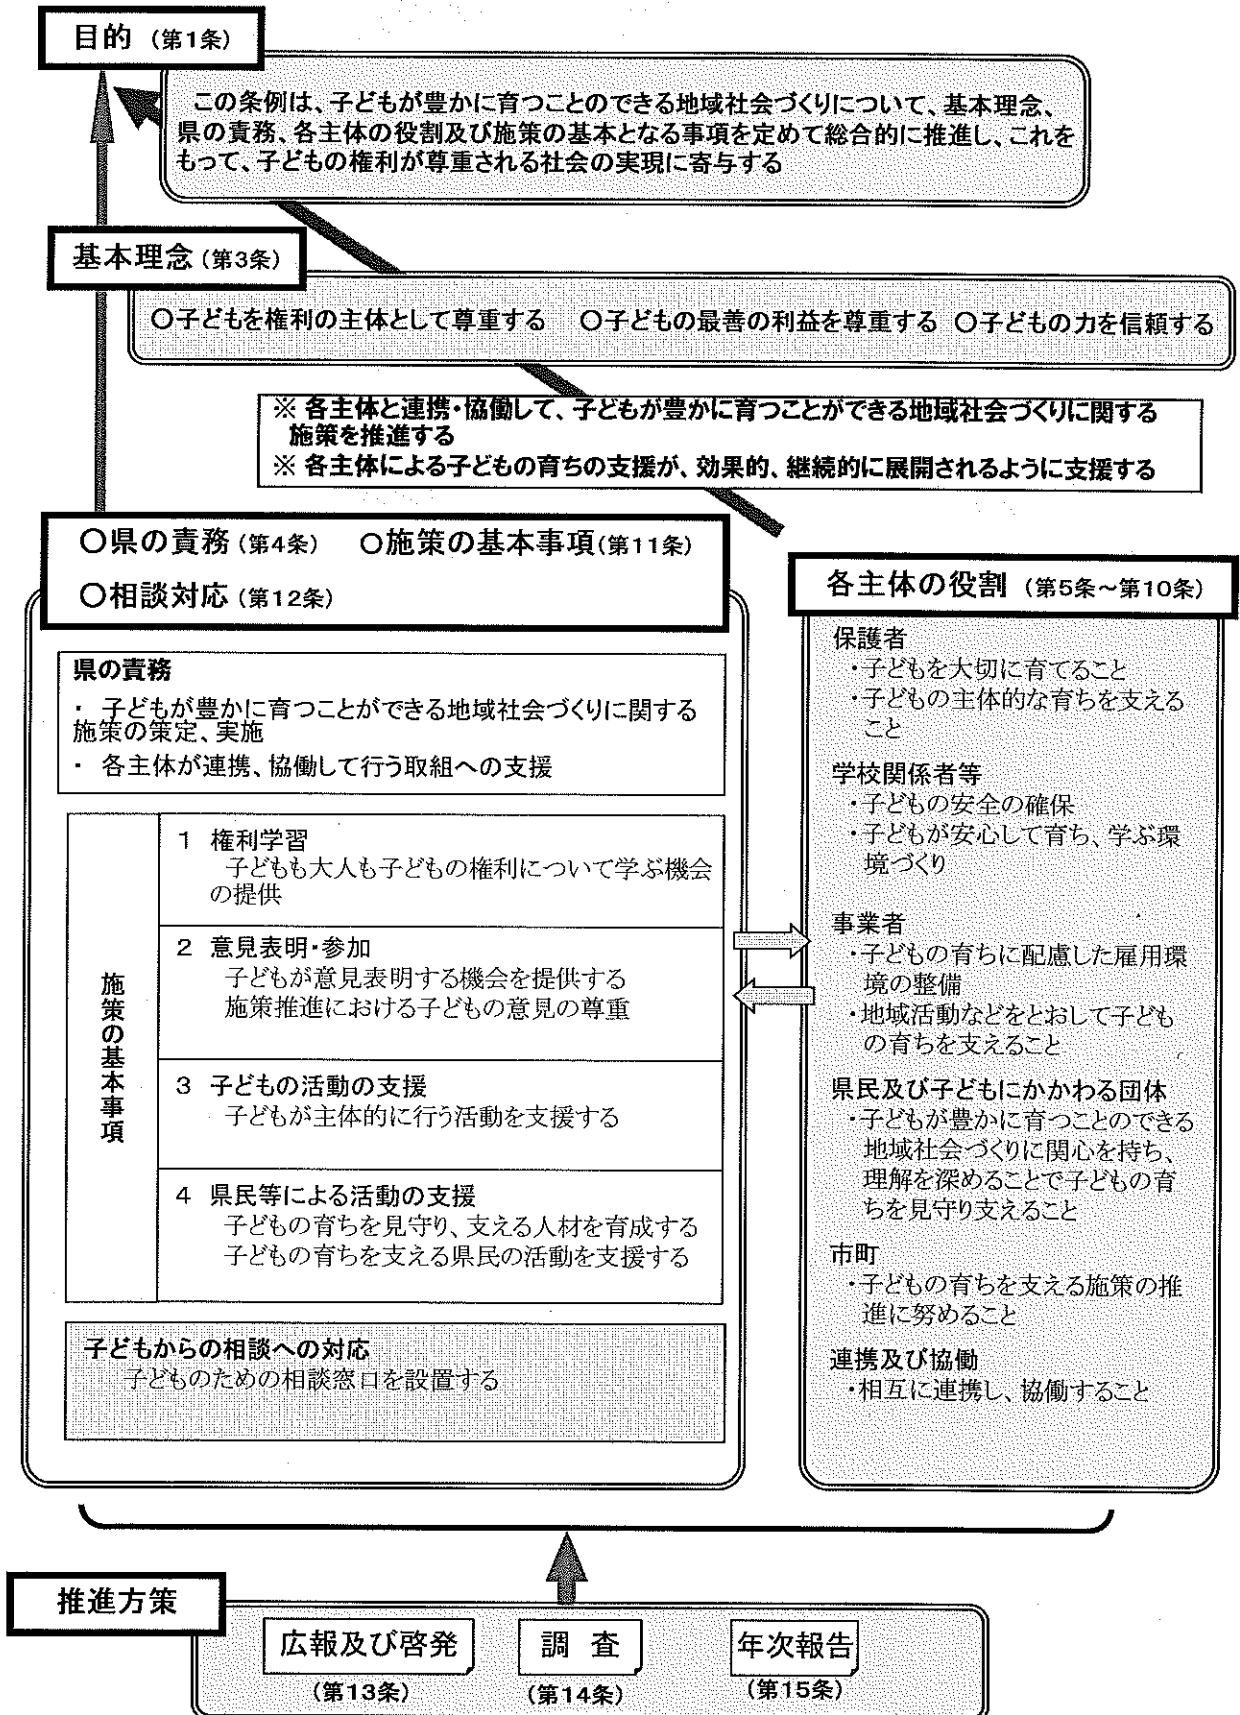 目的 (第1条)
この条例は、子どもが豊かに育つことのできる地域社会づくりについて、基本理念、
県の責務、各主体の役割及び施策の基本となる事項を定めて総合的に推進し、これを
もって、子どもの権利が尊重される社会の実現に寄与する
基本理念 (第3条)
○子どもを権利の主体として尊重する ○子どもの最善の利益を尊重する ○子どもの力を信頼する
※ 各主体と連携・協働して、子どもが豊かに育つことができる地域社会づくりに関する
施策を推進する
※ 各主体による子どもの育ちの支援が、効果的、継続的に展開されるように支援する
○県の責務 (第4条) ○施策の基本事項(第11条)
○相談対応 (第12条)
県の責務
・ 子どもが豊かに育つことができる地域社会づくりに関する
施策の策定、実施
・ 各主体が連携、協働して行う取組への支援
施策の基本事項
1 権利学習
子どもも大人も子どもの権利について学ぶ機会
の提供
2 意見表明・参加
子どもが意見表明する機会を提供する
施策推進における子どもの意見の尊重
3 子どもの活動の支援
子どもが主体的に行う活動を支援する
4 県民等による活動の支援
子どもの育ちを見守り、支える人材を育成する
子どもの育ちを支える県民の活動を支援する
子どもからの相談への対応
子どものための相談窓口を設置する
各主体の役割 (第5条~第10条)
保護者
・子どもを大切に育てること
・子どもの主体的な育ちを支える
こと
学校関係者等
・子どもの安全の確保
・子どもが安心して育ち、学ぶ環
境づくり
事業者
・子どもの育ちに配慮した雇用環
境の整備
・地域活動などをとおして子ども
の育ちを支えること
県民及び子どもにかかわる団体
・子どもが豊かに育つことのできる
地域社会づくりに関心を持ち、
理解を深めることで子どもの育
ちを見守り支えること
市町
・子どもの育ちを支える施策の推
進に努めること
連携及び協働
・相互に連携し、協働すること
推進方策
広報及び啓発
(第13条)
調 査
(第14条)
年次報告
(第15条)